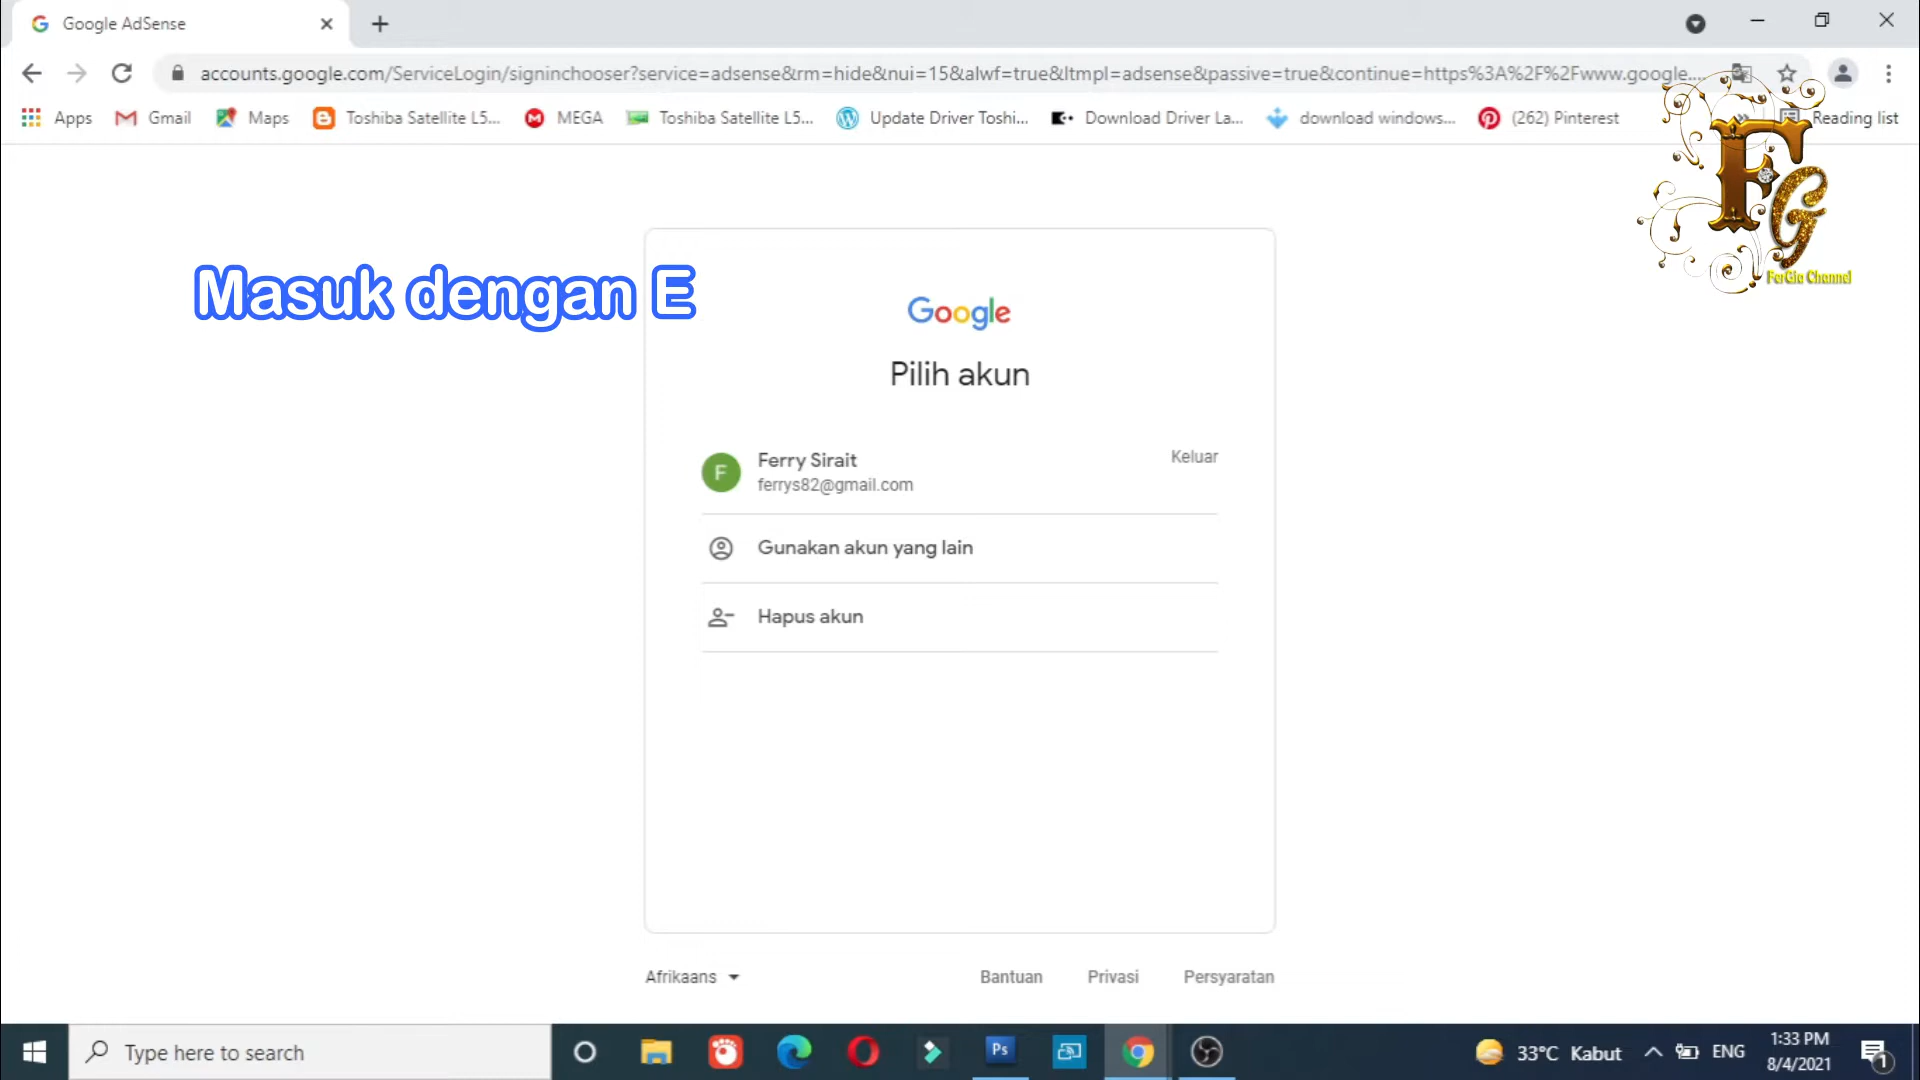 Google AdSense
accounts.google.com/ServiceLogin/signinchooser?service=adsense&rm=hide&nui=15&alwf=true&ltmpl=adsense&passive=true&continue=https%3A%2F%2Fwww.google....
Apps Gmail Maps Toshiba Satellite L5... MEGA Toshiba Satellite L5... Update Driver Toshi... Download Driver La... download windows... (262) Pinterest Reading list
FG
FerGia Channel
Masuk dengan E
Google
Pilih akun
F Ferry Sirait Keluar
ferrys82@gmail.com
Gunakan akun yang lain
Hapus akun
Afrikaans Bantuan Privasi Persyaratan
Type here to search Ps 33°C Kabut ENG 1:33 PM
8/4/2021 1